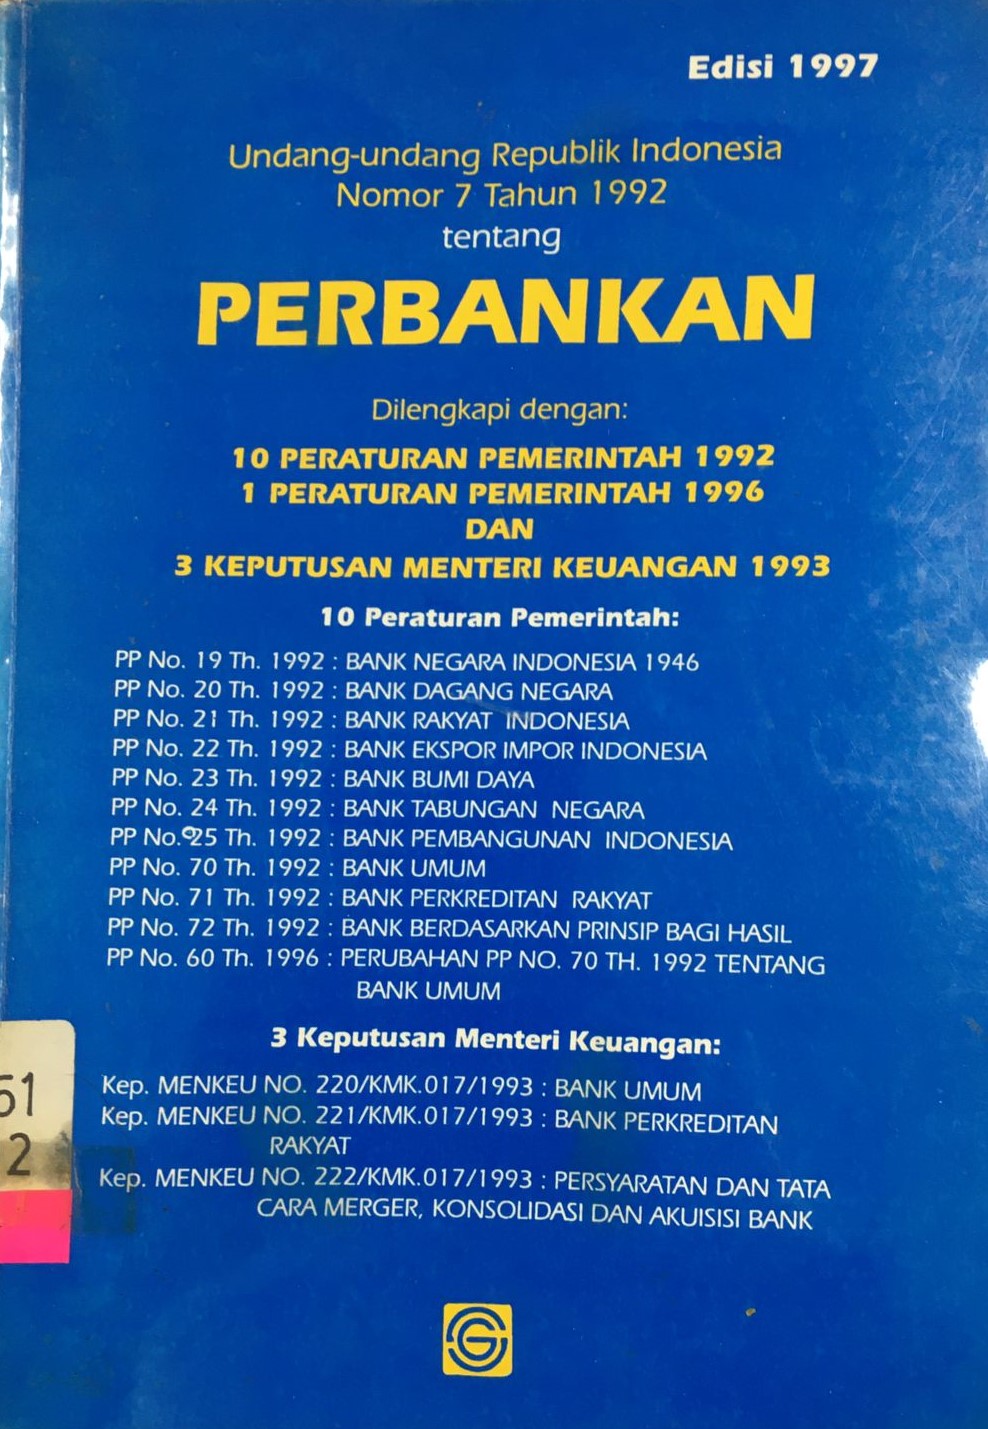 Edisi 1997
Undang-undang Republik Indonesia
Nomor 7 Tahun 1992
tentang
PERBANKAN
Dilengkapi dengan:
10 PERATURAN PEMERINTAH 1992
1 PERATURAN PEMERINTAH 1996
DAN
3 KEPUTUSAN MENTERI KEUANGAN 1993
10 Peraturan Pemerintah:
PP No. 19 Th. 1992 : BANK NEGARA INDONESIA 1946
PP No. 20 Th. 1992 : BANK DAGANG NEGARA
PP No. 21 Th. 1992 : BANK RAKYAT INDONESIA
PP No. 22 Th. 1992 : BANK EKSPOR IMPOR INDONESIA
PP No. 23 Th. 1992 : BANK BUMI DAYA
PP No. 24 Th. 1992 : BANK TABUNGAN NEGARA
PP No. 25 Th. 1992 : BANK PEMBANGUNAN INDONESIA
PP No. 70 Th. 1992 : BANK UMUM
PP No. 71 Th. 1992 : BANK PERKREDITAN RAKYAT
PP No. 72 Th. 1992 : BANK BERDASARKAN PRINSIP BAGI HASIL
PP No. 60 Th. 1996 : PERUBAHAN PP NO. 70 TH. 1992 TENTANG
BANK UMUM
3 Keputusan Menteri Keuangan:
Kep. MENKEU NO. 220/KMK.017/1993 : BANK UMUM
Kep. MENKEU NO. 221/KMK.017/1993 : BANK PERKREDITAN
RAKYAT
Kep. MENKEU NO. 222/KMK.017/1993 : PERSYARATAN DAN TATA
CARA MERGER, KONSOLIDASI DAN AKUISISI BANK
51
2